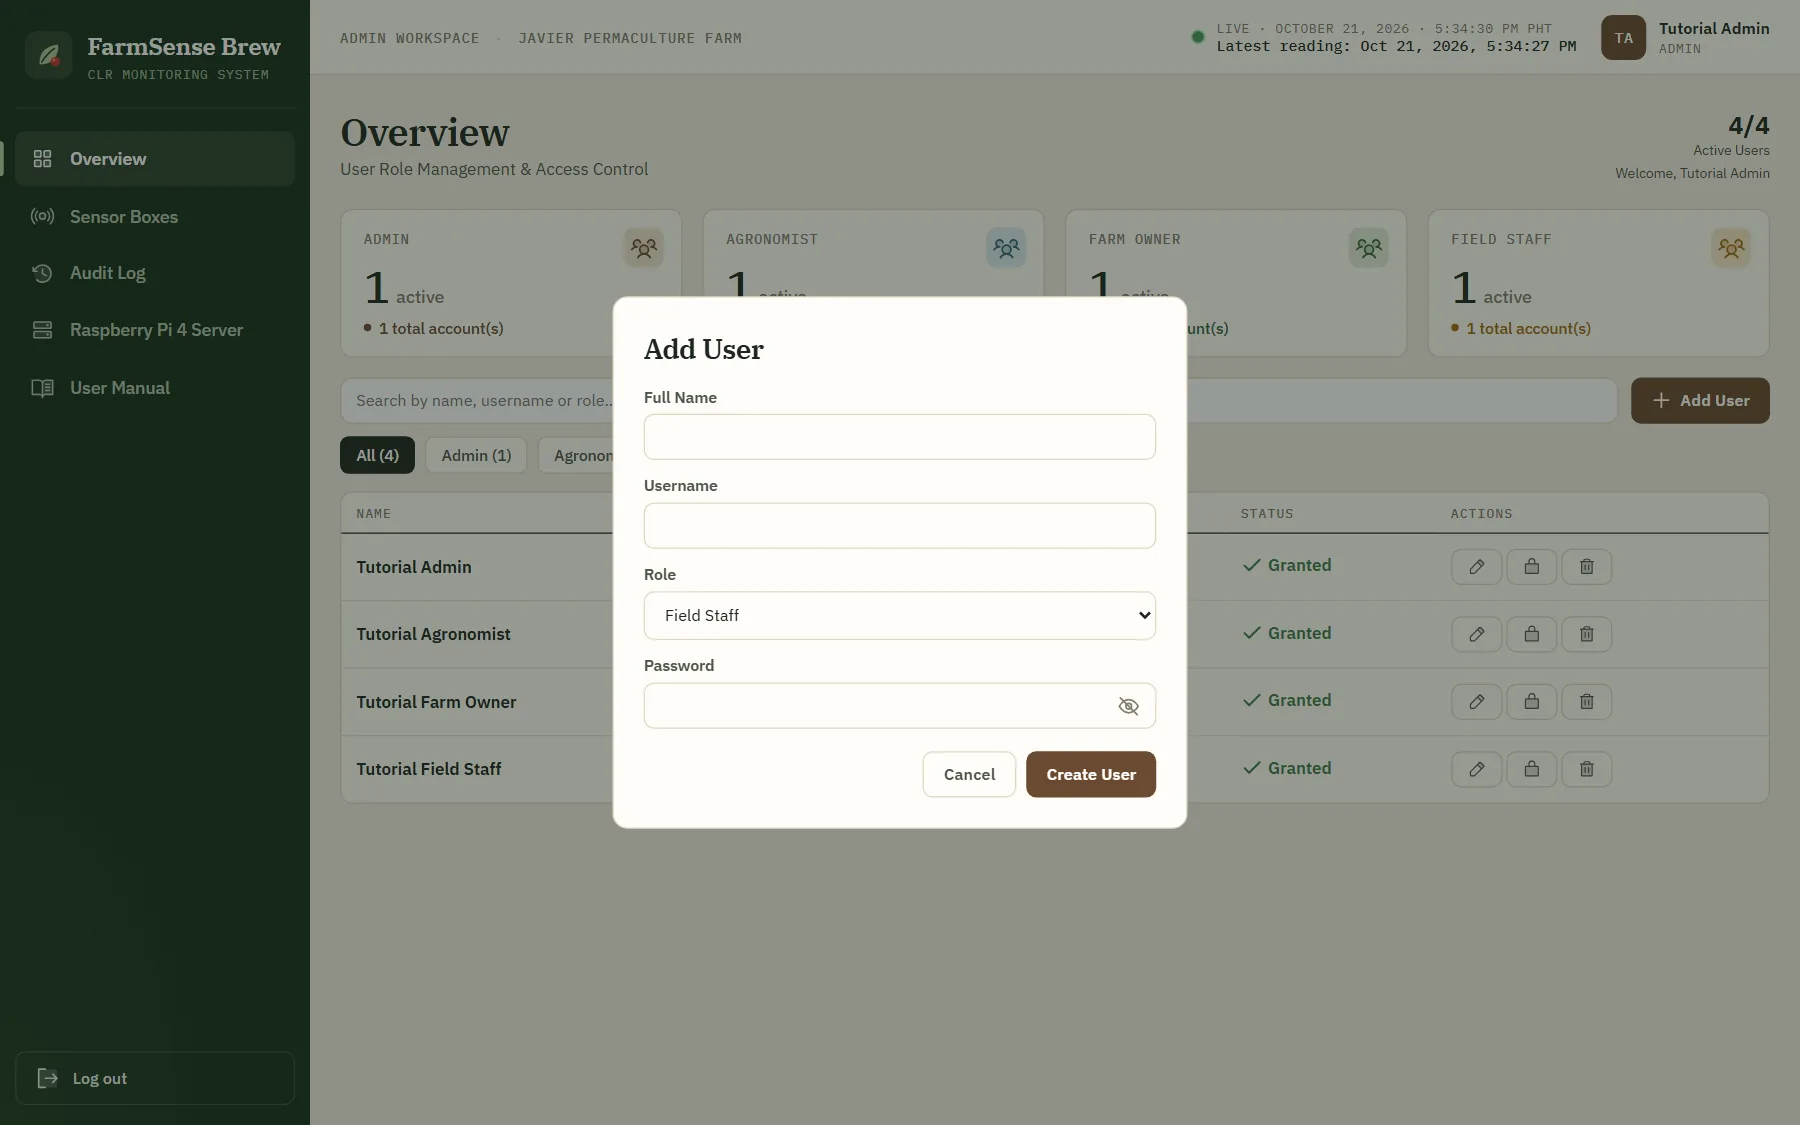 FarmSense Brew
CLR MONITORING SYSTEM
Overview
Sensor Boxes
Audit Log
Raspberry Pi 4 Server
User Manual
Log out
ADMIN WORKSPACE · JAVIER PERMACULTURE FARM
LIVE · OCTOBER 21, 2026 · 5:34:30 PM PHT
Latest reading: Oct 21, 2026, 5:34:27 PM
TA
Tutorial Admin
ADMIN
Overview
User Role Management & Access Control
4/4
Active Users
Welcome, Tutorial Admin
ADMIN
1 active
1 total account(s)
AGRONOMIST
1 active
FARM OWNER
1 active
unt(s)
FIELD STAFF
1 active
1 total account(s)
Search by name, username or role..
Add User
All (4)
Admin (1)
Agronon
NAME
STATUS
ACTIONS
Tutorial Admin
Granted
Tutorial Agronomist
Granted
Tutorial Farm Owner
Granted
Tutorial Field Staff
Granted
Add User
Full Name
Username
Role
Field Staff
Password
Cancel
Create User